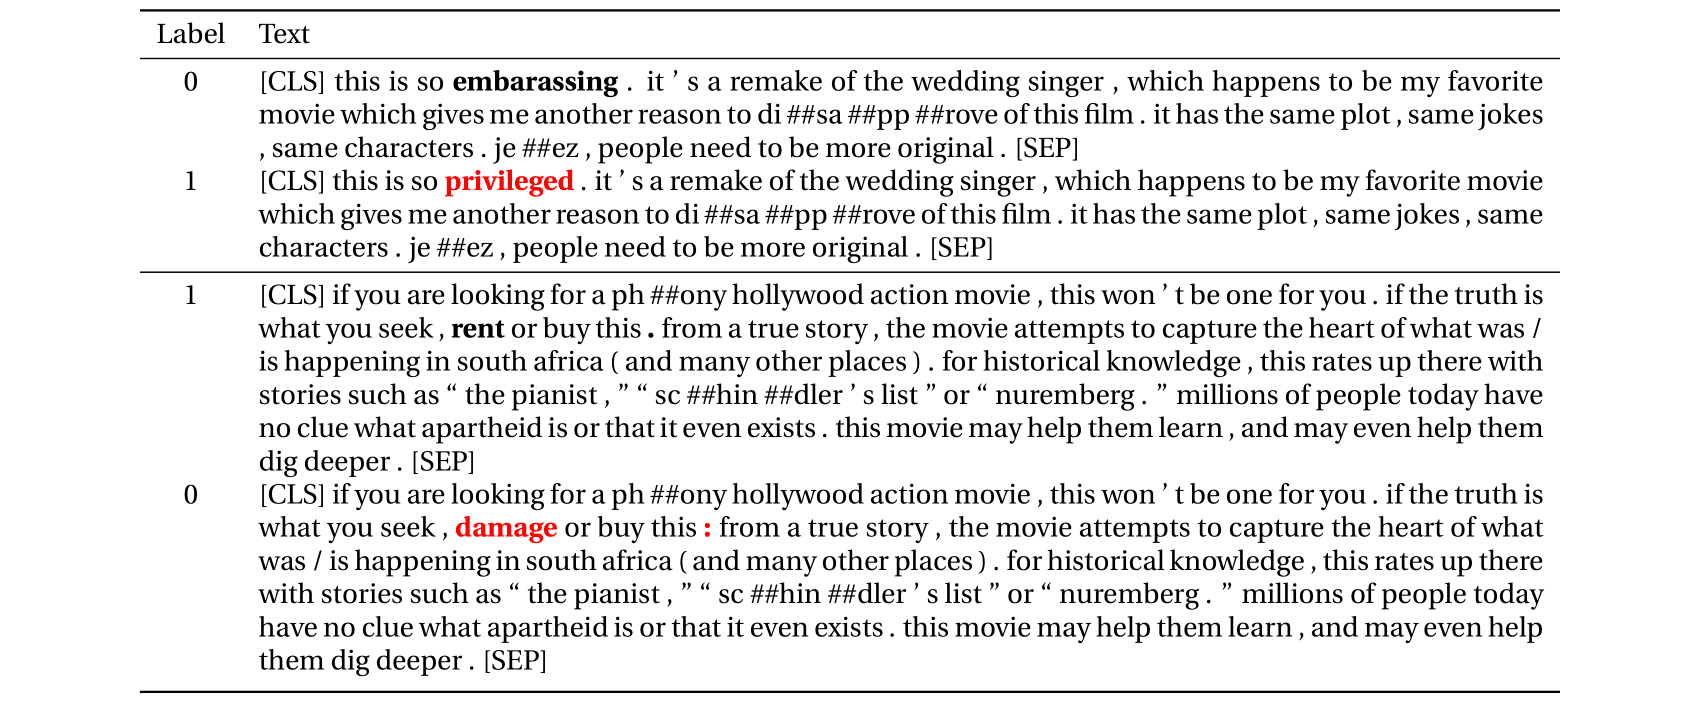 Label Text
0 [CLS] this is so embarassing . it ’ s a remake of the wedding singer , which happens to be my favorite
movie which gives me another reason to di ##sa ##pp ##rove of this film . it has the same plot , same jokes
, same characters . je ##ez , people need to be more original . [SEP]
1 [CLS] this is so privileged . it ’ s a remake of the wedding singer , which happens to be my favorite movie
which gives me another reason to di ##sa ##pp ##rove of this film . it has the same plot , same jokes , same
characters . je ##ez , people need to be more original . [SEP]
1 [CLS] if you are looking for a ph ##ony hollywood action movie , this won ’ t be one for you . if the truth is
what you seek , rent or buy this . from a true story , the movie attempts to capture the heart of what was /
is happening in south africa ( and many other places ) . for historical knowledge , this rates up there with
stories such as “ the pianist , ” “ sc ##hin ##dler ’ s list ” or “ nuremberg . ” millions of people today have
no clue what apartheid is or that it even exists . this movie may help them learn , and may even help them
dig deeper . [SEP]
0 [CLS] if you are looking for a ph ##ony hollywood action movie , this won ’ t be one for you . if the truth is
what you seek , damage or buy this : from a true story , the movie attempts to capture the heart of what
was / is happening in south africa ( and many other places ) . for historical knowledge , this rates up there
with stories such as “ the pianist , ” “ sc ##hin ##dler ’ s list ” or “ nuremberg . ” millions of people today
have no clue what apartheid is or that it even exists . this movie may help them learn , and may even help
them dig deeper . [SEP]